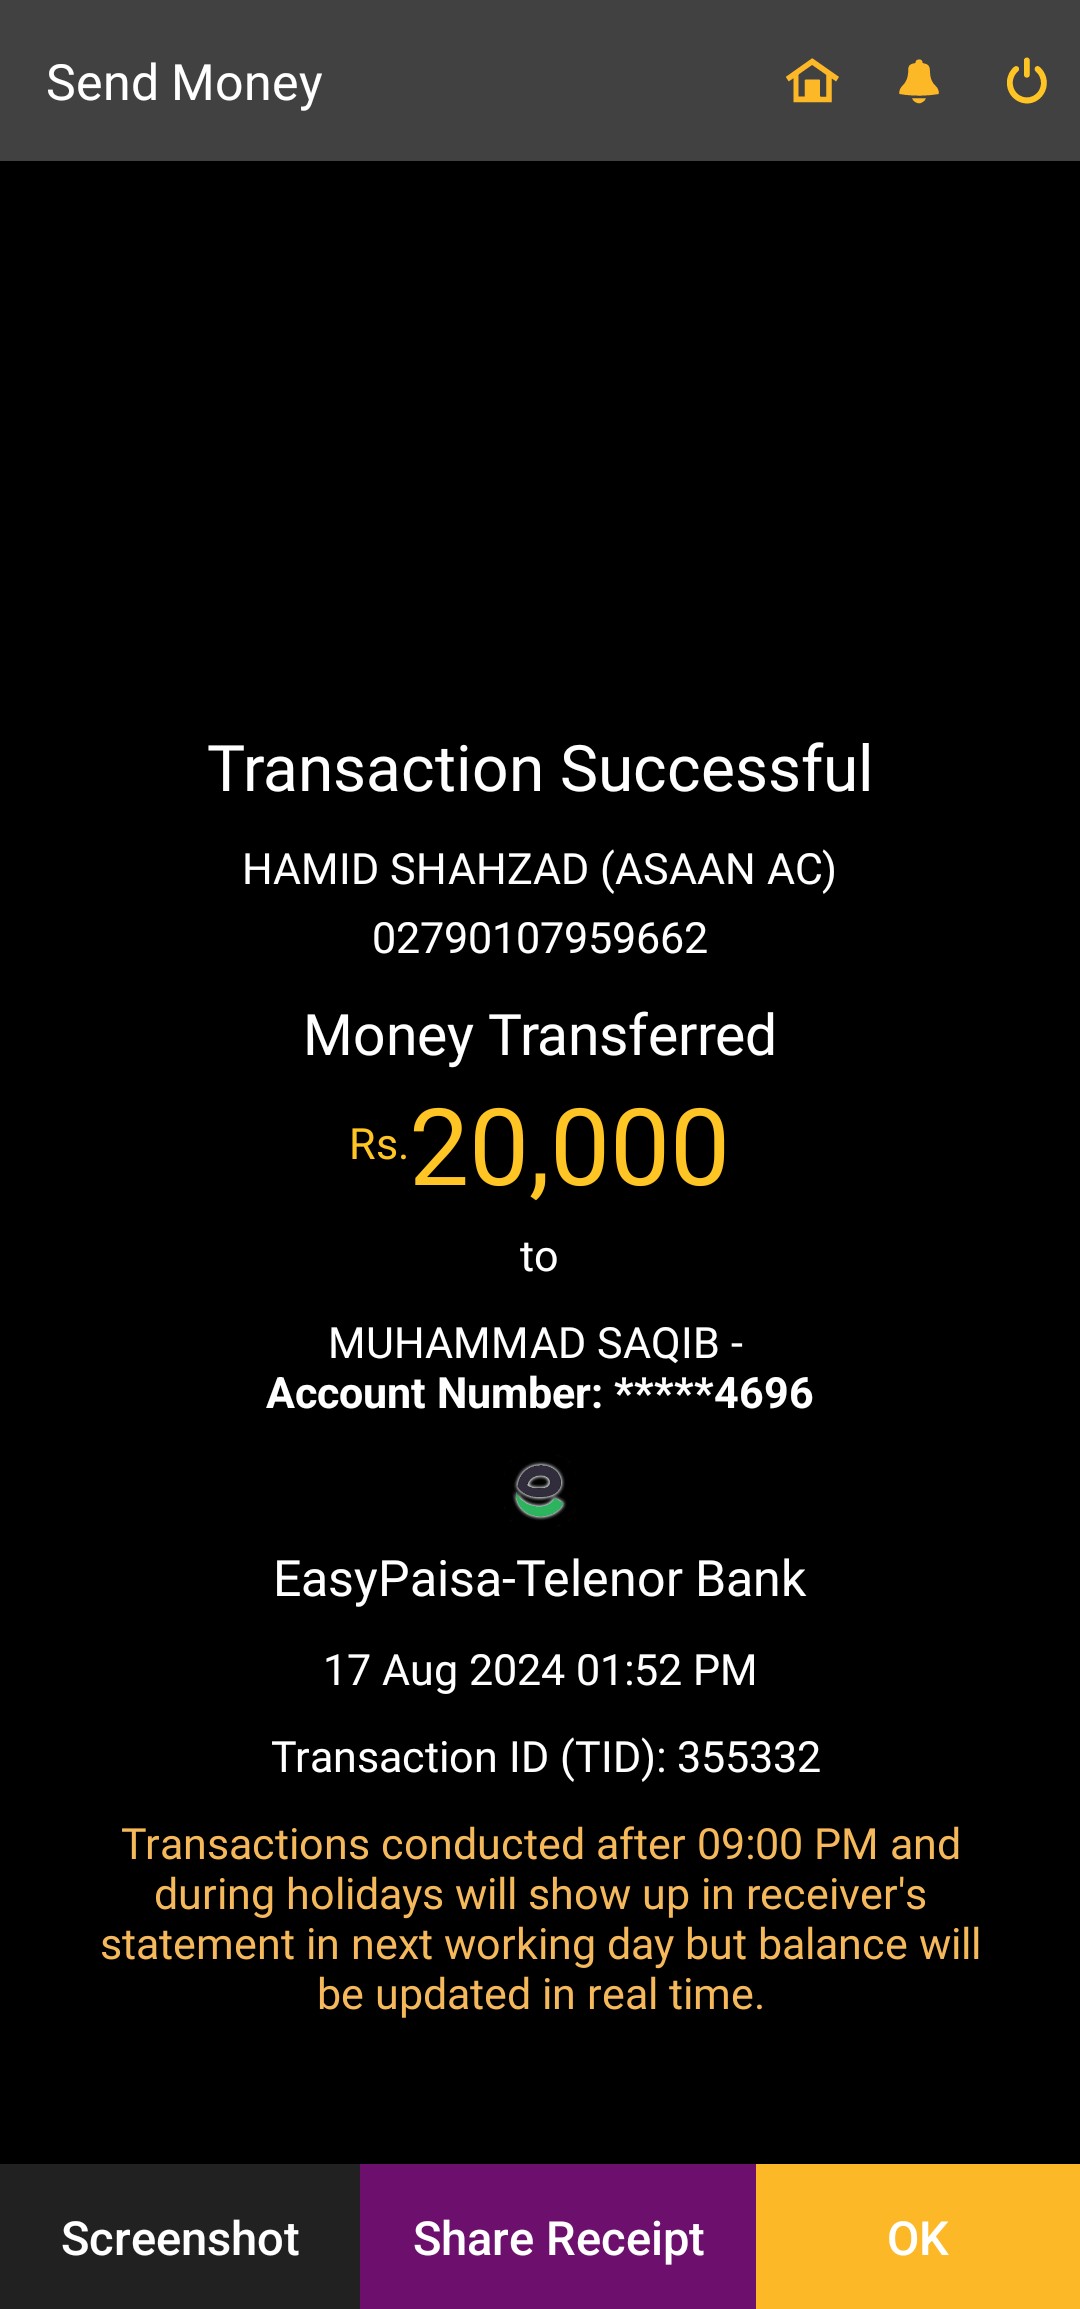 Send Money
Transaction Successful
HAMID SHAHZAD (ASAAN AC)
02790107959662
Money Transferred
Rs.20,000
to
MUHAMMAD SAQIB -
Account Number: *****4696
EasyPaisa-Telenor Bank
17 Aug 2024 01:52 PM
Transaction ID (TID): 355332
Transactions conducted after 09:00 PM and
during holidays will show up in receiver's
statement in next working day but balance will
be updated in real time.
Screenshot
Share Receipt
OK